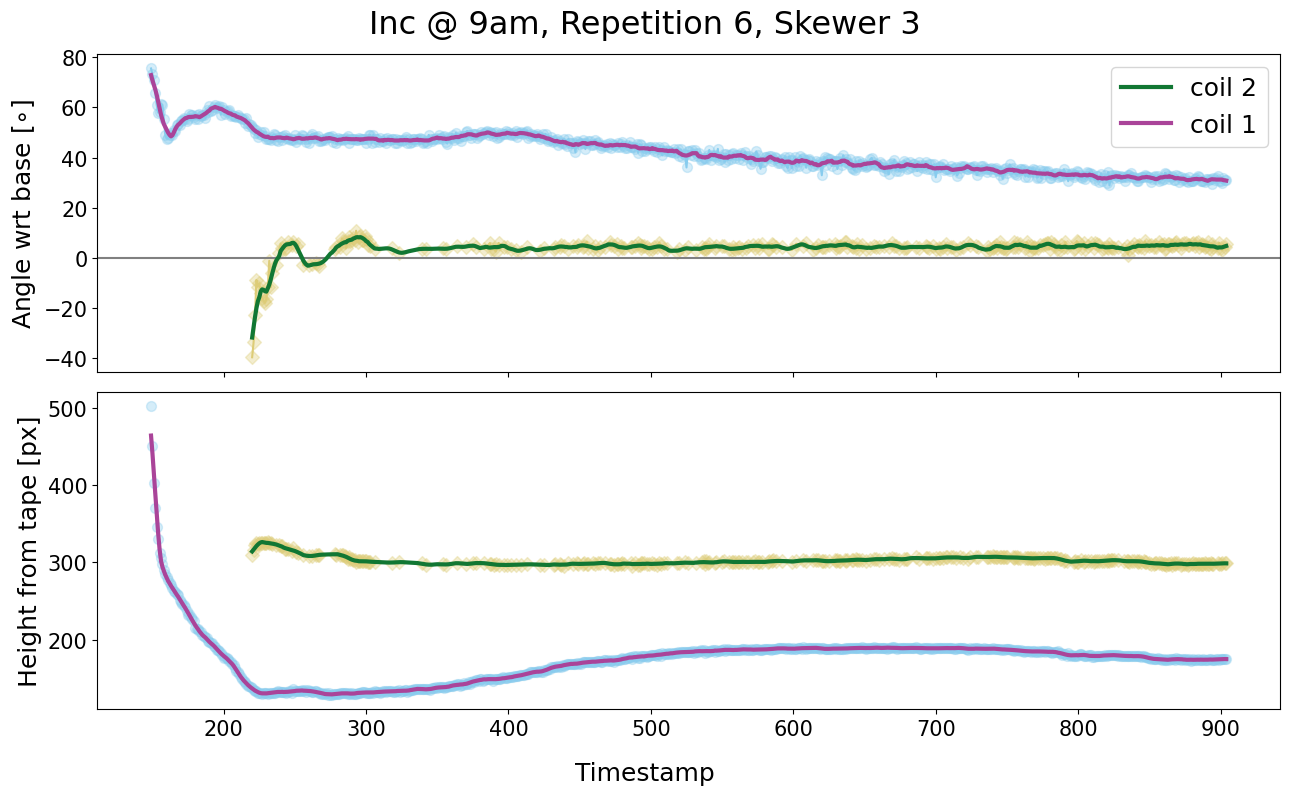 Inc @ 9am, Repetition 6, Skewer 3
Angle wrt base [∘]
80
60
40
20
0
−20
−40
coil 2
coil 1
Height from tape [px]
500
400
300
200
200 300 400 500 600 700 800 900
Timestamp